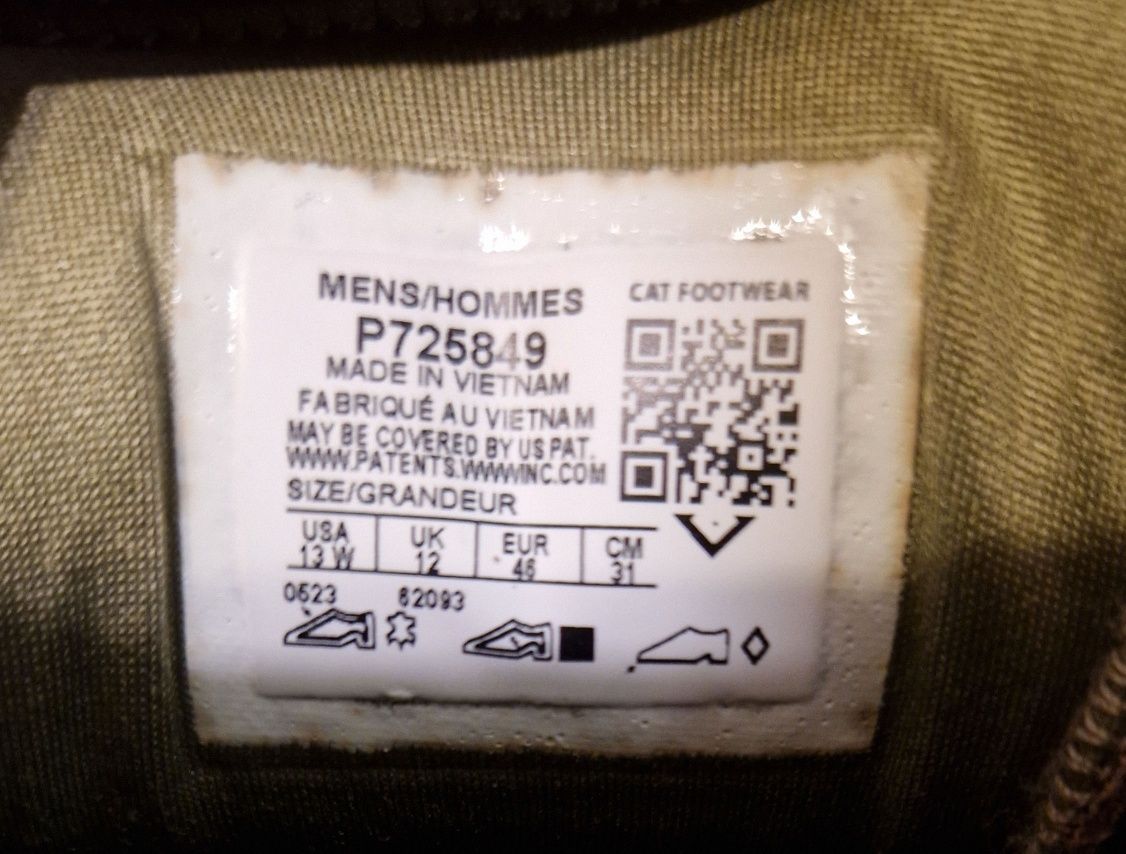 MENS/HOMMES
P725849
MADE IN VIETNAM
FABRIQUÉ AU VIETNAM
MAY BE COVERED BY US PAT.
WWW.PATENTS.WWWINC.COM
SIZE/GRANDEUR
USA UK EUR CM
13 W 12 46 31
0523 62093
CAT FOOTWEAR